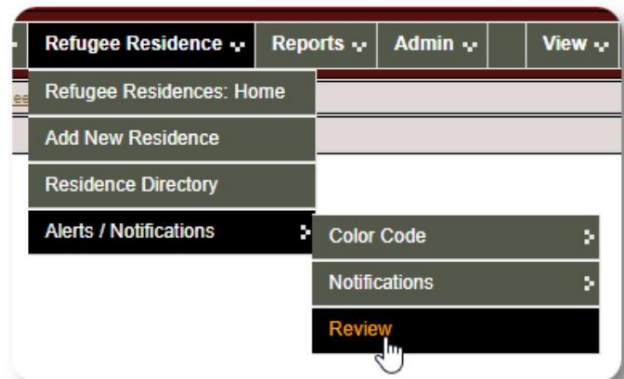 Refugee Residence Reports Admin View
Refugee Residences: Home
Add New Residence
Residence Directory
Alerts / Notifications
Color Code
Notifications
Review